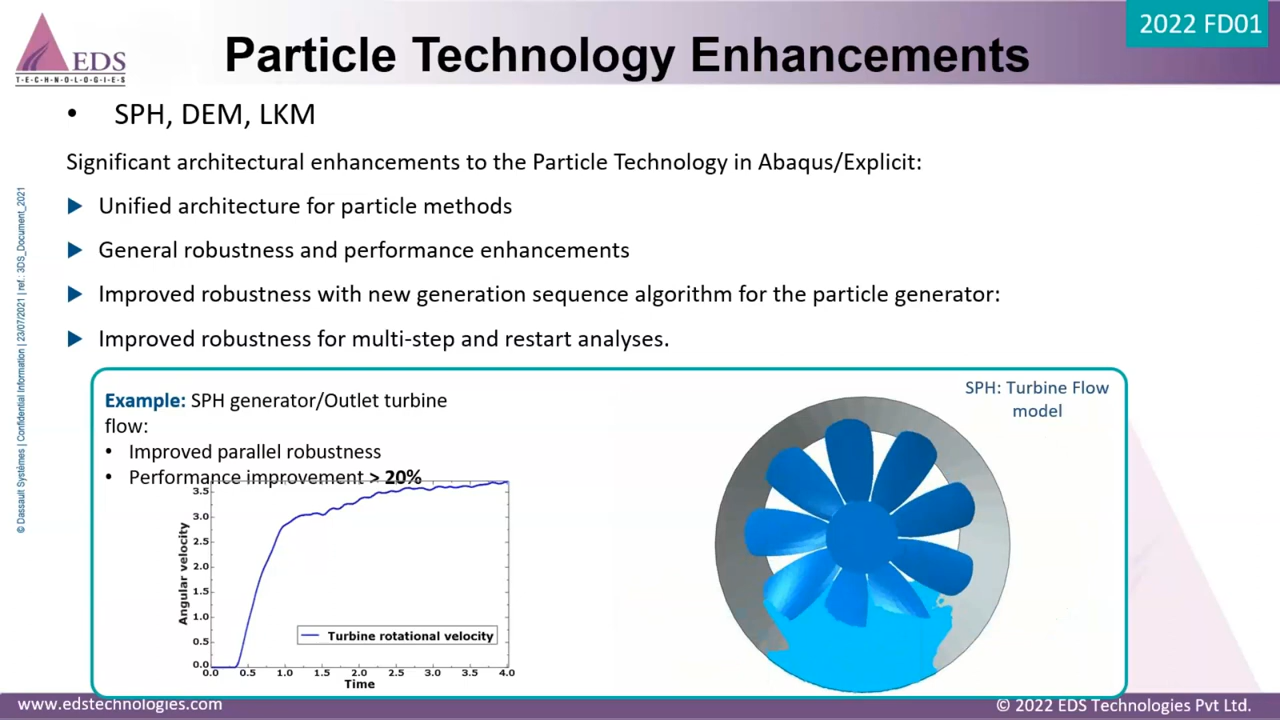 EDS
T·E·C·H·N·O·L·O·G·I·E·S
Particle Technology Enhancements
2022 FD01
• SPH, DEM, LKM
Significant architectural enhancements to the Particle Technology in Abaqus/Explicit:
Unified architecture for particle methods
General robustness and performance enhancements
Improved robustness with new generation sequence algorithm for the particle generator:
Improved robustness for multi-step and restart analyses.
© Dassault Systèmes | Confidential Information | 23/07/2021 | ref.: 3DS_Document_2021
Example: SPH generator/Outlet turbine
flow:
• Improved parallel robustness
• Performance improvement > 20%
SPH: Turbine Flow
model
Angular velocity
3.5
3.0
2.5
2.0
1.5
1.0
0.5
0.0
Turbine rotational velocity
0.0 0.5 1.0 1.5 2.0 2.5 3.0 3.5 4.0
Time
www.edstechnologies.com
© 2022 EDS Technologies Pvt Ltd.